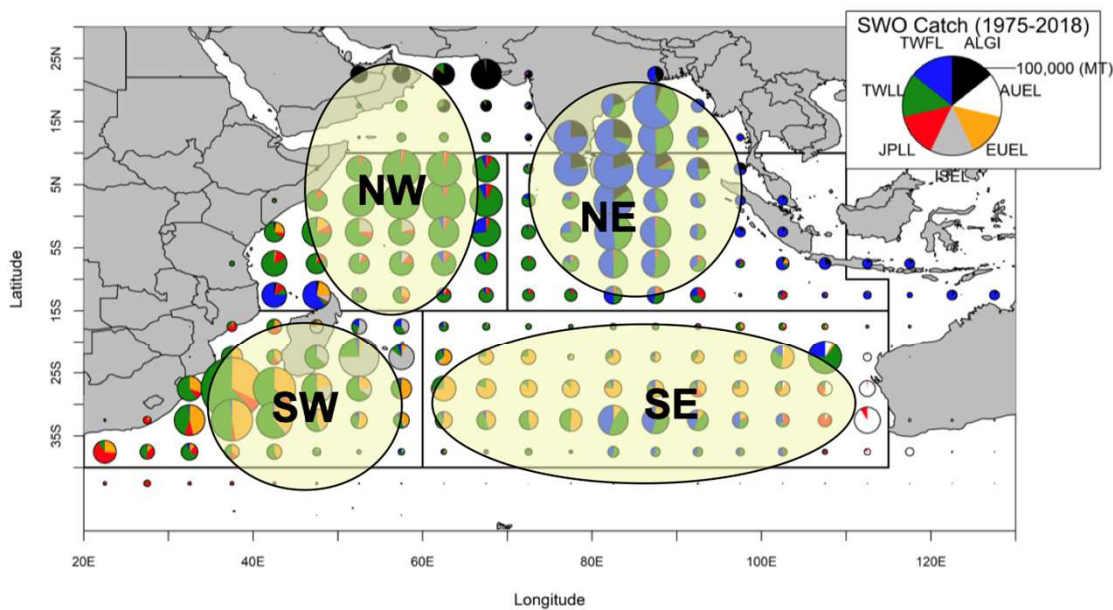 SWO Catch (1975-2018)
TWFL ALGI
100,000 (MT)
TWLL AUEL
JPLL EUEL
ISEL
25N
15N
5N
5S
15S
25S
35S
Latitude
NW
NE
SW
SE
20E 40E 60E 80E 100E 120E
Longitude